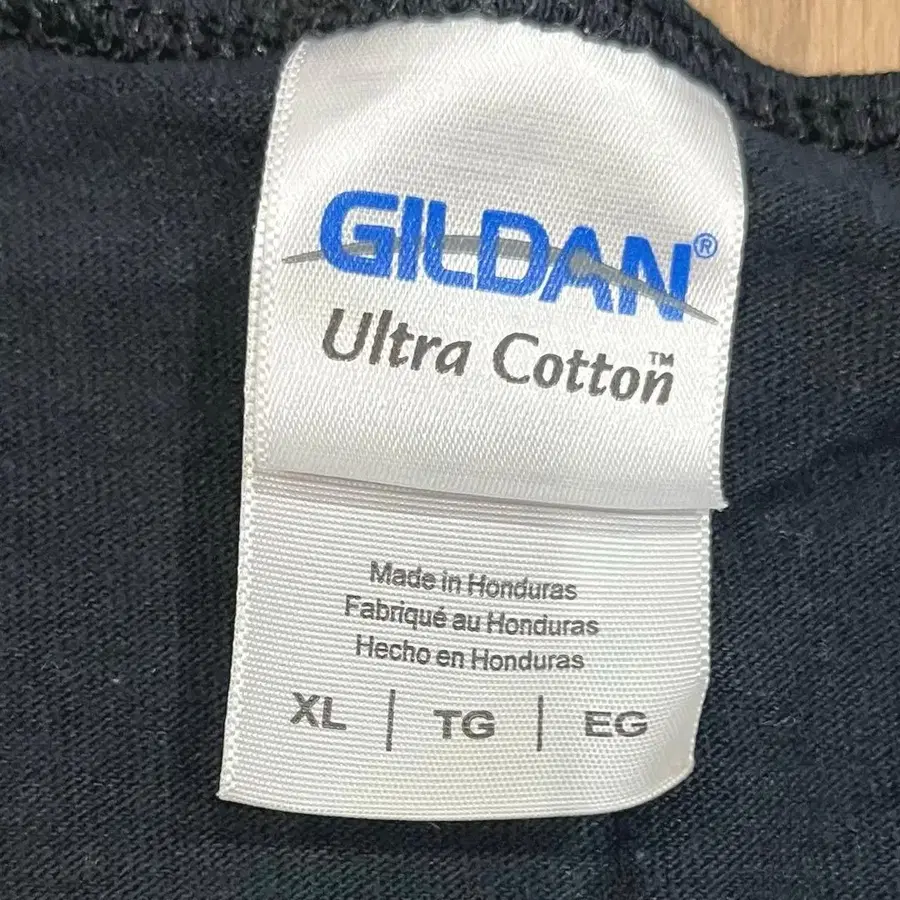 GILDAN®
Ultra Cotton™
Made in Honduras
Fabriqué au Honduras
Hecho en Honduras
XL | TG | EG